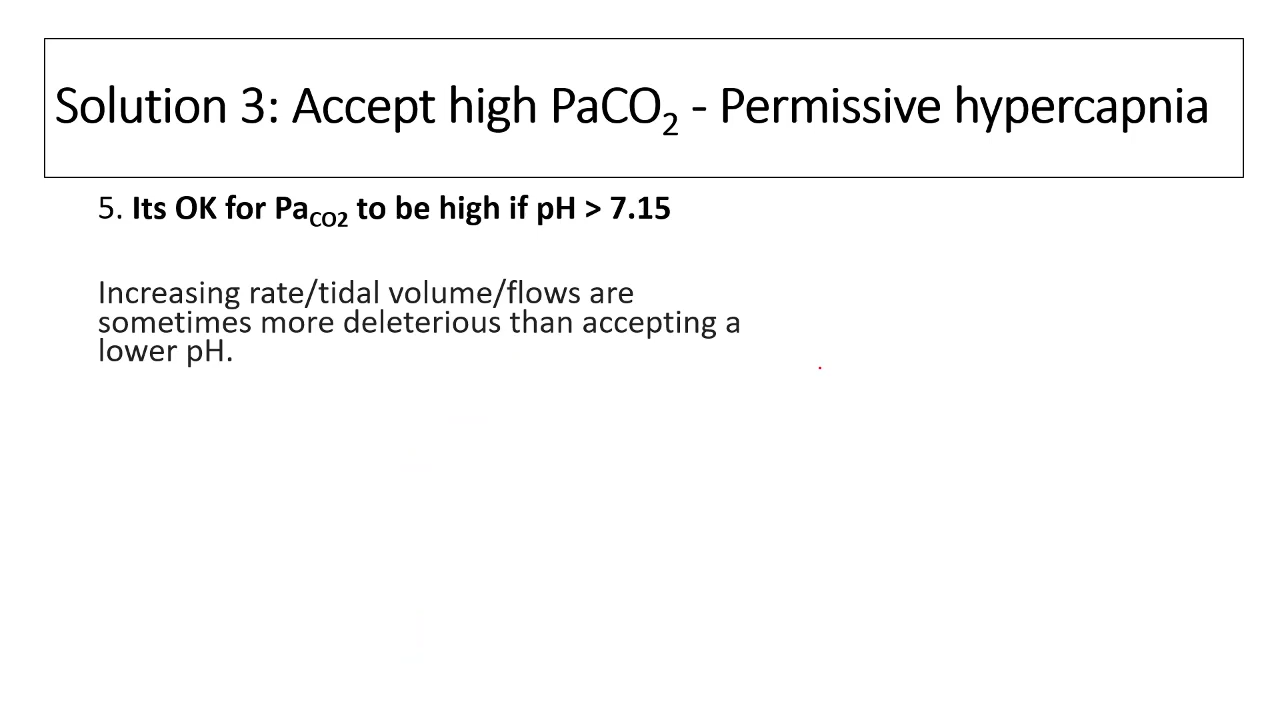 Solution 3: Accept high PaCO₂ - Permissive hypercapnia
5. Its OK for PaCO2 to be high if pH > 7.15
Increasing rate/tidal volume/flows are
sometimes more deleterious than accepting a
lower pH.